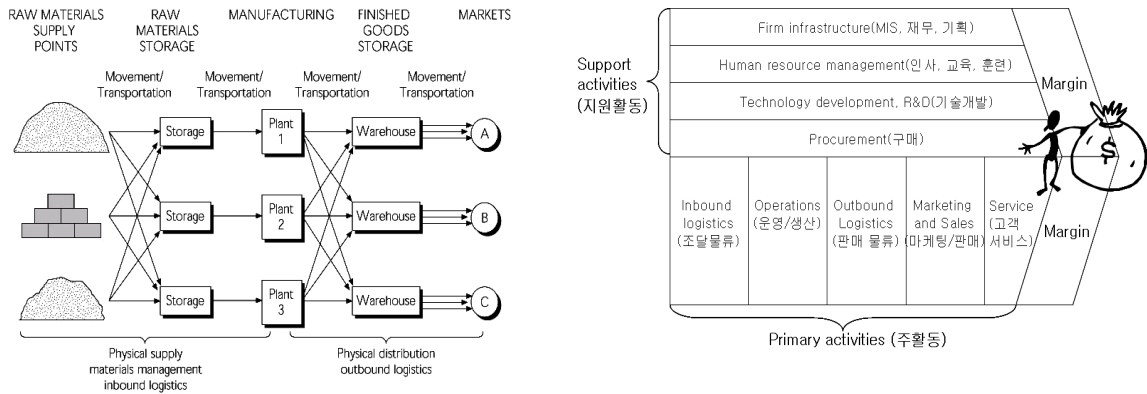 RAW MATERIALS
SUPPLY
POINTS
RAW
MATERIALS
STORAGE
MANUFACTURING
FINISHED
GOODS
STORAGE
MARKETS
Movement/
Transportation
Movement/
Transportation
Movement/
Transportation
Movement/
Transportation
Storage
Plant
1
Warehouse
A
Storage
Plant
2
Warehouse
B
Storage
Plant
3
Warehouse
C
Physical supply
materials management
inbound logistics
Physical distribution
outbound logistics
Support
activities
(지원활동)
Firm infrastructure(MIS, 재무, 기획)
Human resource management(인사, 교육, 훈련)
Technology development, R&D(기술개발)
Procurement(구매)
Margin
$
Inbound
logistics
(조달물류)
Operations
(운영/생산)
Outbound
Logistics
(판매 물류)
Marketing
and Sales
(마케팅/판매)
Service
(고객
서비스)
Margin
Primary activities (주활동)